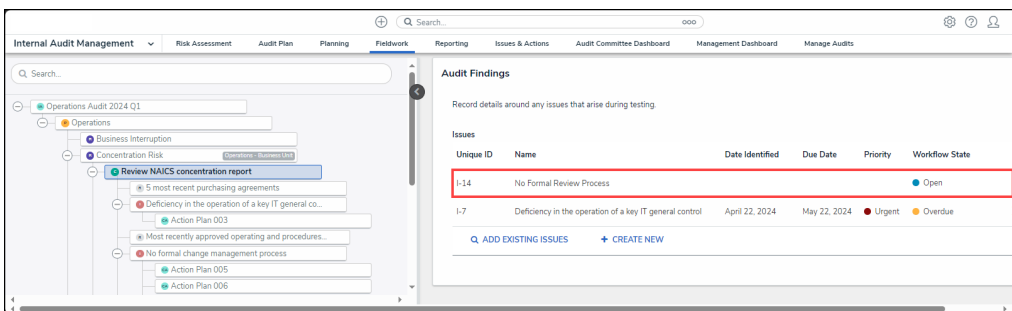 Search...
Internal Audit Management
Risk Assessment
Audit Plan
Planning
Fieldwork
Reporting
Issues & Actions
Audit Committee Dashboard
Management Dashboard
Manage Audits
Search...
Operations Audit 2024 Q1
Operations
Business Interruption
Concentration Risk
Operations - Business Unit
Review NAICS concentration report
5 most recent purchasing agreements
Deficiency in the operation of a key IT general co...
Action Plan 003
Most recently approved operating and procedures...
No formal change management process
Action Plan 005
Action Plan 006
Audit Findings
Record details around any issues that arise during testing.
Issues
Unique ID Name Date Identified Due Date Priority Workflow State
I-14 No Formal Review Process Open
I-7 Deficiency in the operation of a key IT general control April 22, 2024 May 22, 2024 Urgent Overdue
ADD EXISTING ISSUES + CREATE NEW